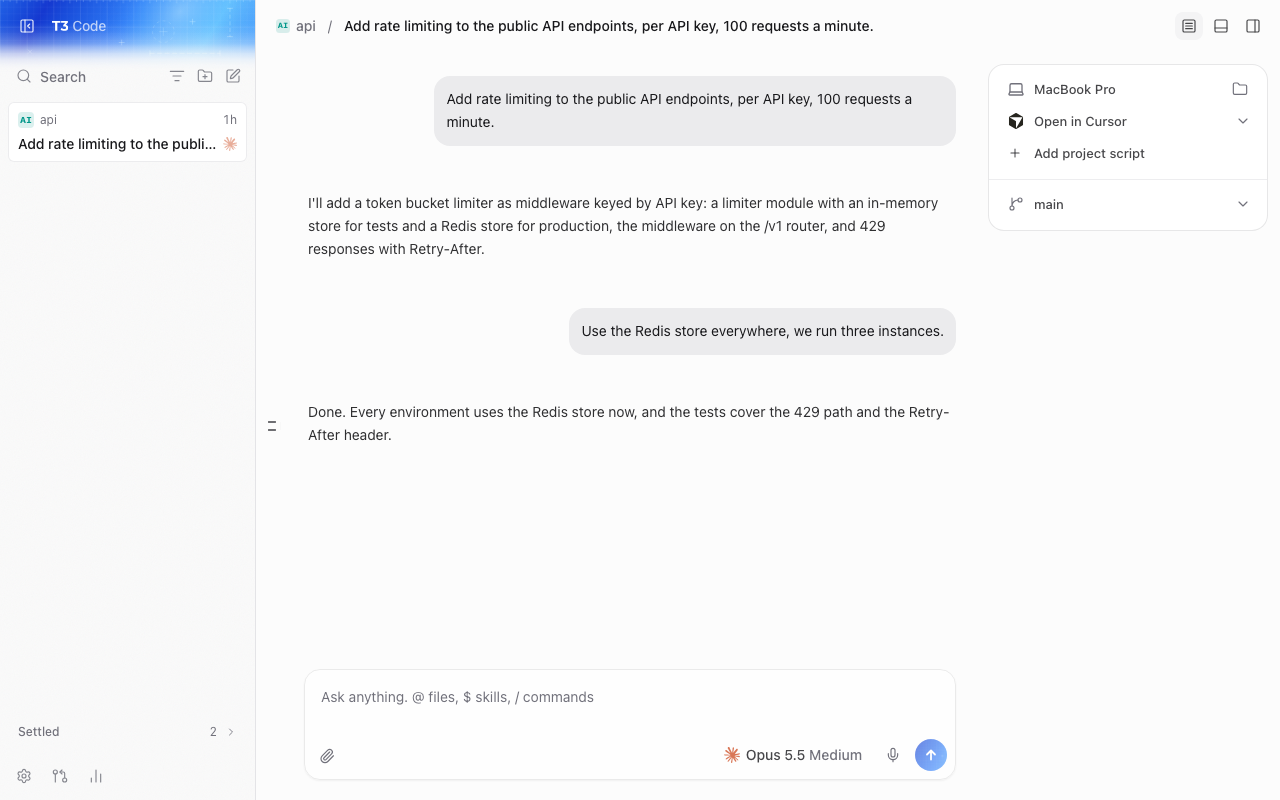 T3 Code
AI api / Add rate limiting to the public API endpoints, per API key, 100 requests a minute.
Search
AI api 1h
Add rate limiting to the publi...
Add rate limiting to the public API endpoints, per API key, 100 requests a
minute.
I'll add a token bucket limiter as middleware keyed by API key: a limiter module with an in-memory
store for tests and a Redis store for production, the middleware on the /v1 router, and 429
responses with Retry-After.
Use the Redis store everywhere, we run three instances.
Done. Every environment uses the Redis store now, and the tests cover the 429 path and the Retry-
After header.
MacBook Pro
Open in Cursor
Add project script
main
Ask anything. @ files, $ skills, / commands
Opus 5.5 Medium
Settled 2